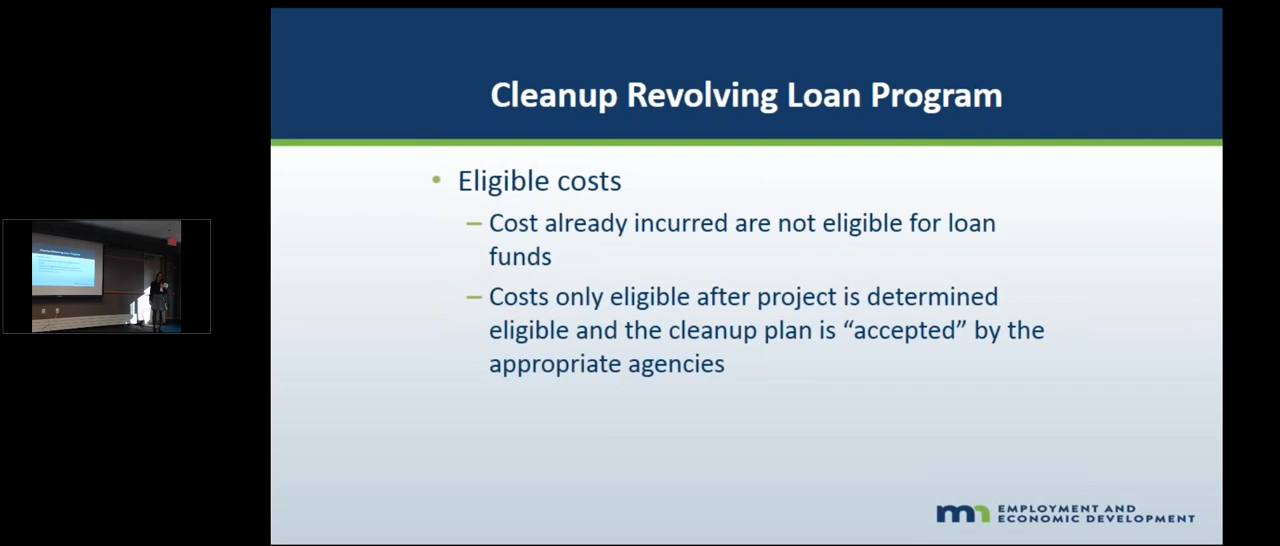 Cleanup Revolving Loan Program
• Eligible costs
– Cost already incurred are not eligible for loan
funds
– Costs only eligible after project is determined
eligible and the cleanup plan is “accepted” by the
appropriate agencies
mn EMPLOYMENT AND
ECONOMIC DEVELOPMENT